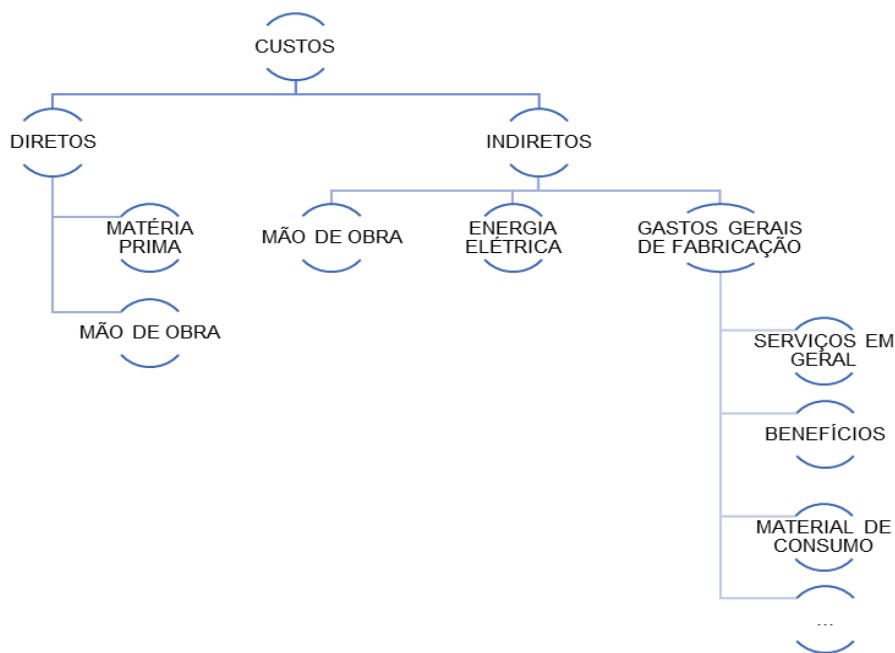 CUSTOS
DIRETOS
INDIRETOS
MATÉRIA
PRIMA
MÃO DE OBRA
MÃO DE OBRA
ENERGIA
ELÉTRICA
GASTOS GERAIS
DE FABRICAÇÃO
SERVIÇOS EM
GERAL
BENEFÍCIOS
MATERIAL DE
CONSUMO
...